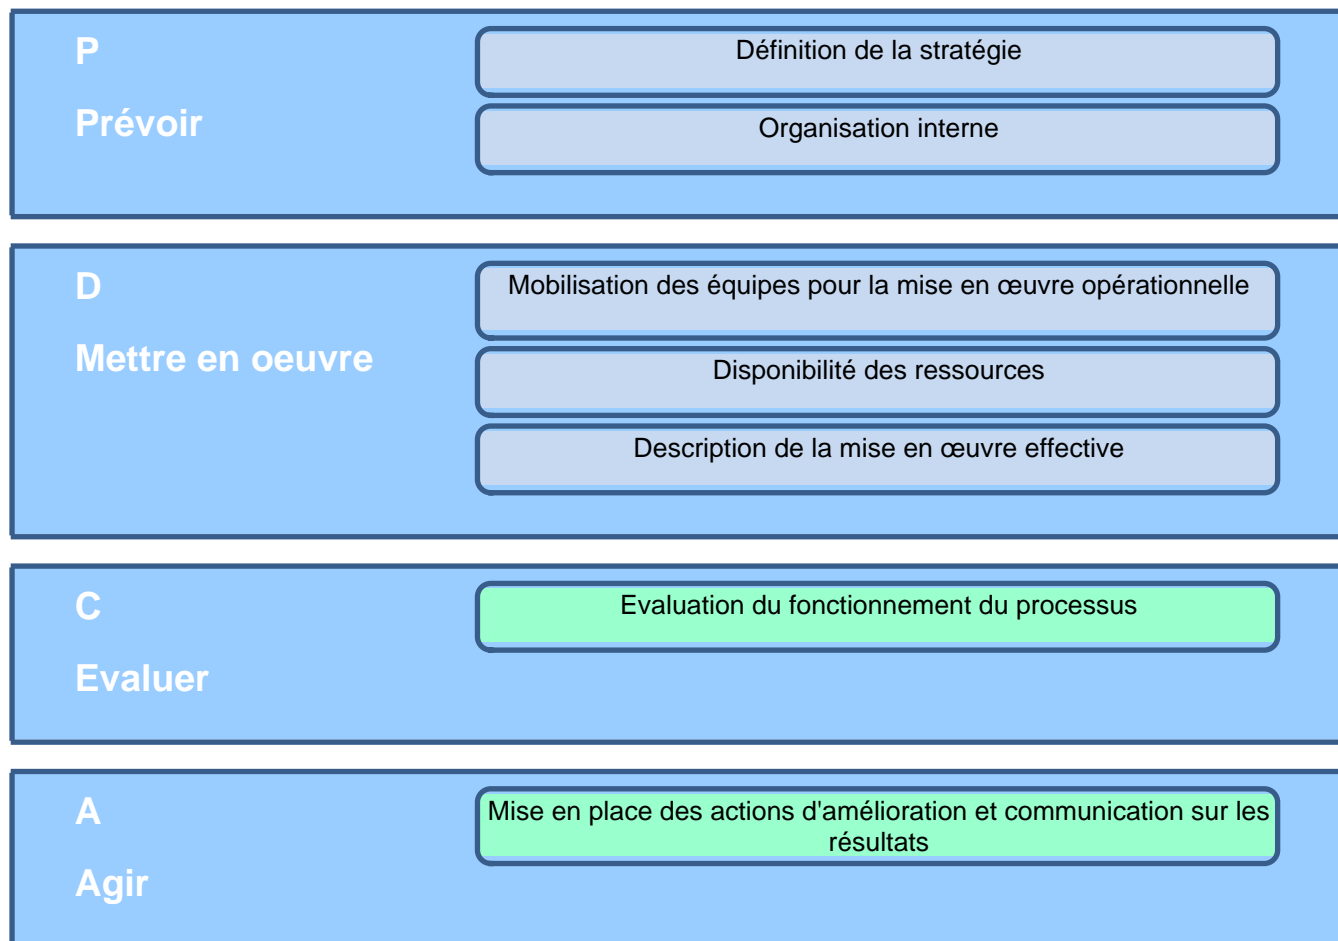 P
Prévoir
Définition de la stratégie
Organisation interne
D
Mettre en oeuvre
Mobilisation des équipes pour la mise en œuvre opérationnelle
Disponibilité des ressources
Description de la mise en œuvre effective
C
Evaluer
Evaluation du fonctionnement du processus
A
Agir
Mise en place des actions d'amélioration et communication sur les
résultats